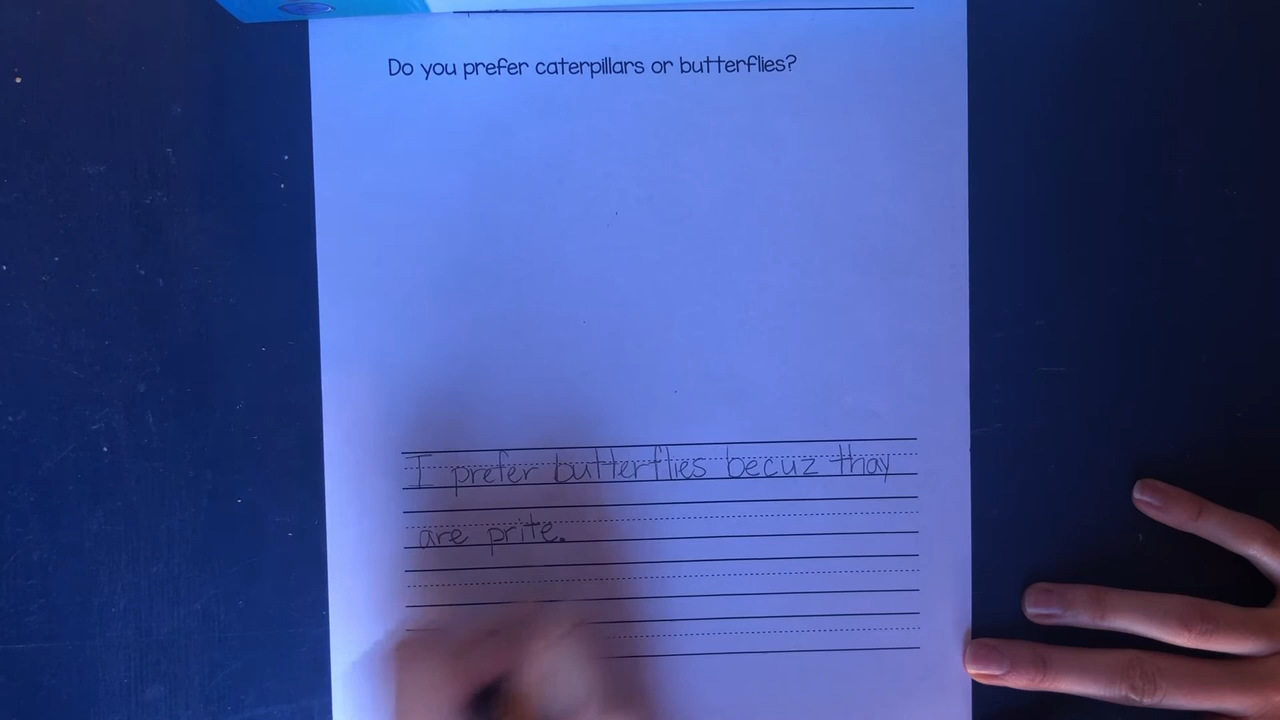 Do you prefer caterpillars or butterflies?
I prefer butterflies becuz thay
are prite.